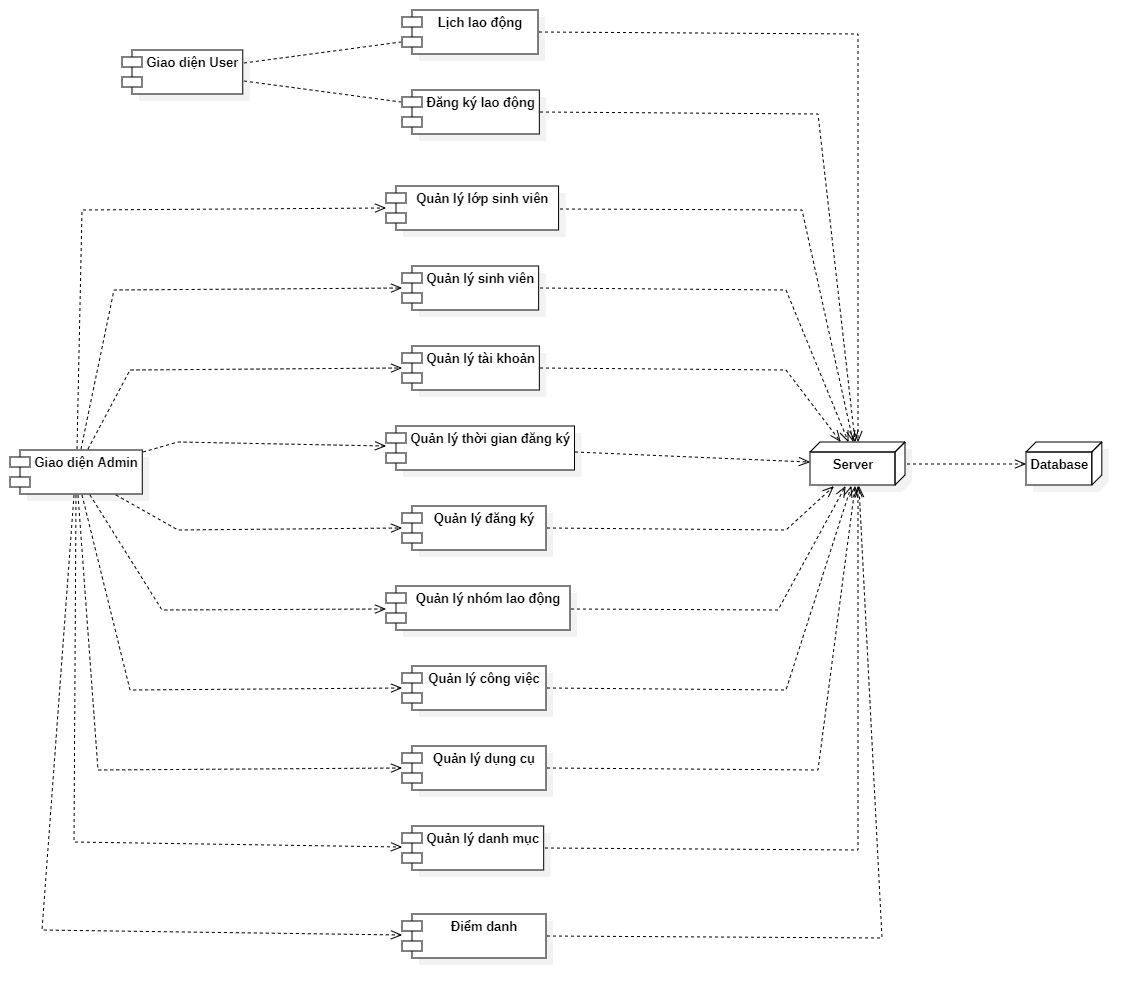 Lịch lao động
Giao diện User
Đăng ký lao động
Quản lý lớp sinh viên
Quản lý sinh viên
Quản lý tài khoản
Quản lý thời gian đăng ký
Giao diện Admin
Server
Database
Quản lý đăng ký
Quản lý nhóm lao động
Quản lý công việc
Quản lý dụng cụ
Quản lý danh mục
Điểm danh